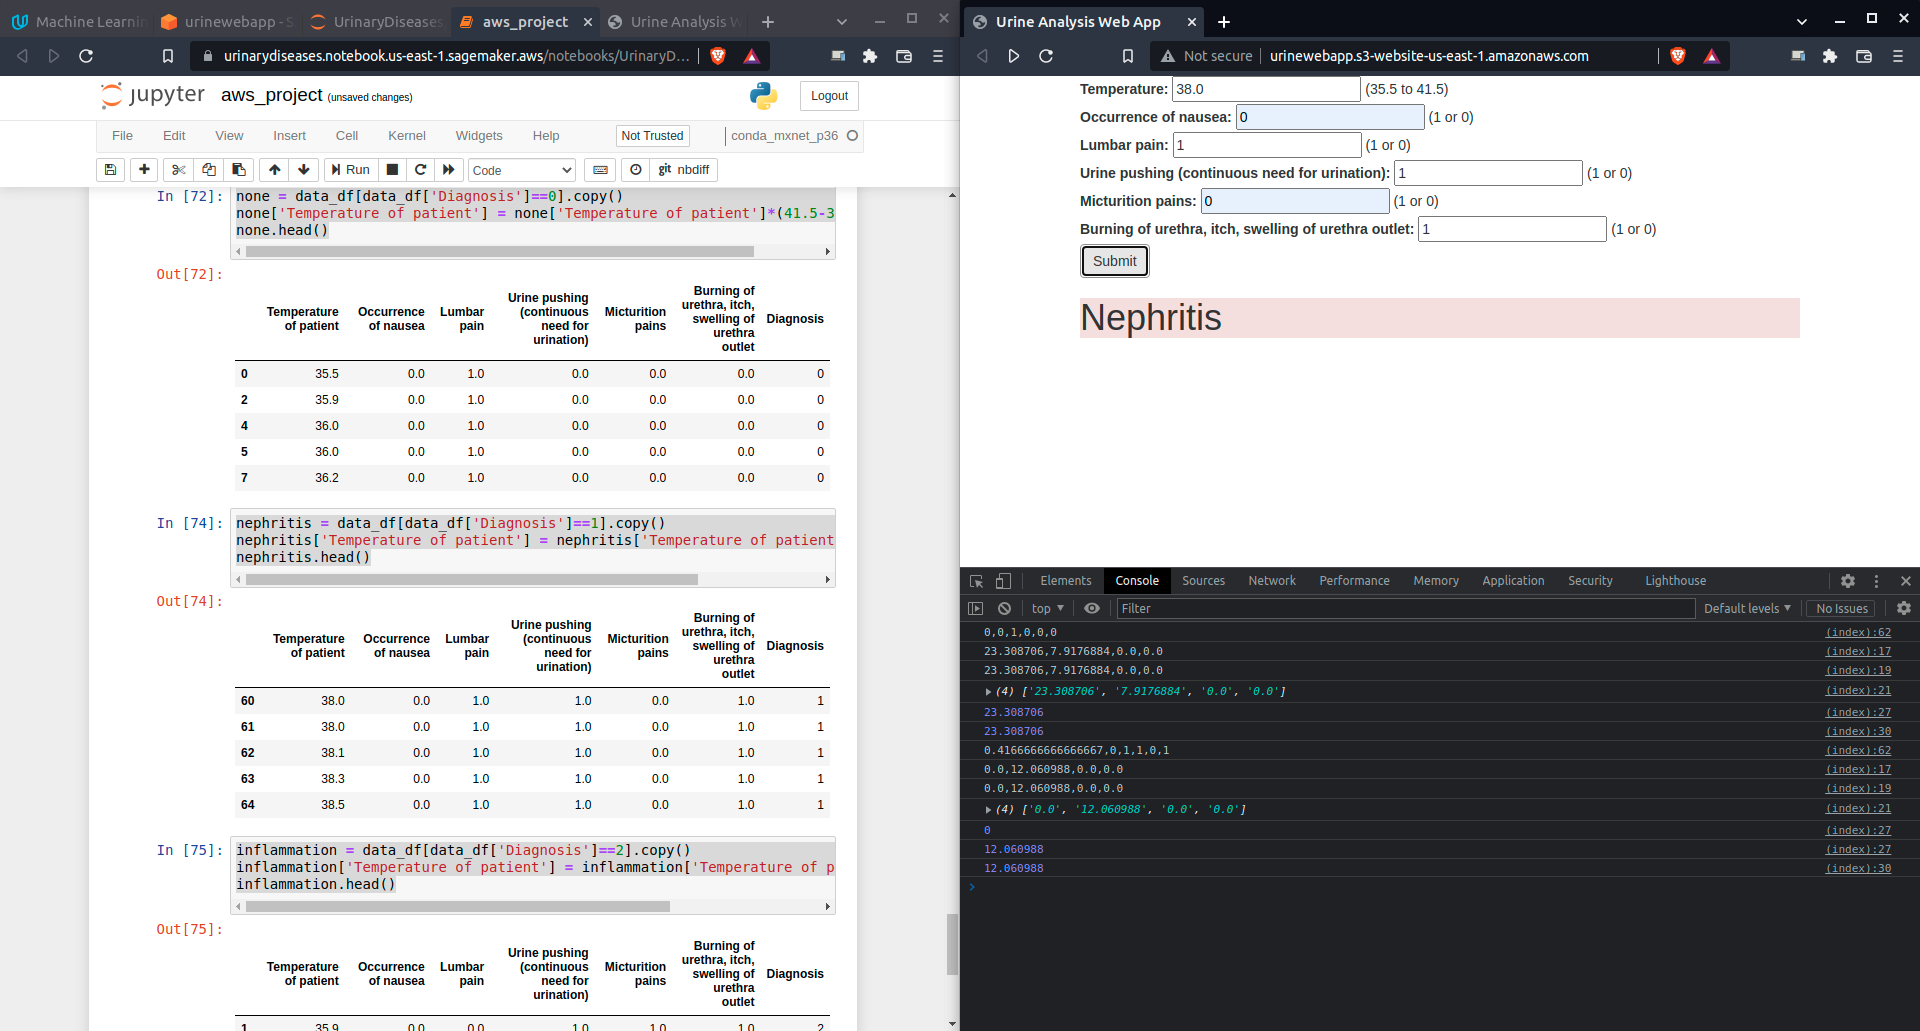 Machine Learnin
urinewebapp - S
UrinaryDiseases
aws_project
Urine Analysis W
urinarydiseases.notebook.us-east-1.sagemaker.aws/notebooks/UrinaryD...
jupyter aws_project (unsaved changes)
Logout
File Edit View Insert Cell Kernel Widgets Help Not Trusted conda_mxnet_p36
Run Code git nbdiff
In [72]: none = data_df[data_df['Diagnosis']==0].copy()
none['Temperature of patient'] = none['Temperature of patient']*(41.5-3
none.head()
Out[72]:
Temperature of patient Occurrence of nausea Lumbar pain Urine pushing (continuous need for urination) Micturition pains Burning of urethra, itch, swelling of urethra outlet Diagnosis
0 35.5 0.0 1.0 0.0 0.0 0.0 0
2 35.9 0.0 1.0 0.0 0.0 0.0 0
4 36.0 0.0 1.0 0.0 0.0 0.0 0
5 36.0 0.0 1.0 0.0 0.0 0.0 0
7 36.2 0.0 1.0 0.0 0.0 0.0 0
In [74]: nephritis = data_df[data_df['Diagnosis']==1].copy()
nephritis['Temperature of patient'] = nephritis['Temperature of patient
nephritis.head()
Out[74]:
Temperature of patient Occurrence of nausea Lumbar pain Urine pushing (continuous need for urination) Micturition pains Burning of urethra, itch, swelling of urethra outlet Diagnosis
60 38.0 0.0 1.0 1.0 0.0 1.0 1
61 38.0 0.0 1.0 1.0 0.0 1.0 1
62 38.1 0.0 1.0 1.0 0.0 1.0 1
63 38.3 0.0 1.0 1.0 0.0 1.0 1
64 38.5 0.0 1.0 1.0 0.0 1.0 1
In [75]: inflammation = data_df[data_df['Diagnosis']==2].copy()
inflammation['Temperature of patient'] = inflammation['Temperature of p
inflammation.head()
Out[75]:
Temperature of patient Occurrence of nausea Lumbar pain Urine pushing (continuous need for urination) Micturition pains Burning of urethra, itch, swelling of urethra outlet Diagnosis
1 35.9 0.0 0.0 1.0 1.0 1.0 2
Urine Analysis Web App
Not secure urinewebapp.s3-website-us-east-1.amazonaws.com
Temperature: 38.0 (35.5 to 41.5)
Occurrence of nausea: 0 (1 or 0)
Lumbar pain: 1 (1 or 0)
Urine pushing (continuous need for urination): 1 (1 or 0)
Micturition pains: 0 (1 or 0)
Burning of urethra, itch, swelling of urethra outlet: 1 (1 or 0)
Submit
Nephritis
Elements Console Sources Network Performance Memory Application Security Lighthouse
top Filter Default levels No Issues
0,0,1,0,0,0 (index):62
23.308706,7.9176884,0.0,0.0 (index):17
23.308706,7.9176884,0.0,0.0 (index):19
(4) ['23.308706', '7.9176884', '0.0', '0.0'] (index):21
23.308706 (index):27
23.308706 (index):30
0.4166666666666667,0,1,1,0,1 (index):62
0.0,12.060988,0.0,0.0 (index):17
0.0,12.060988,0.0,0.0 (index):19
(4) ['0.0', '12.060988', '0.0', '0.0'] (index):21
0 (index):27
12.060988 (index):27
12.060988 (index):30